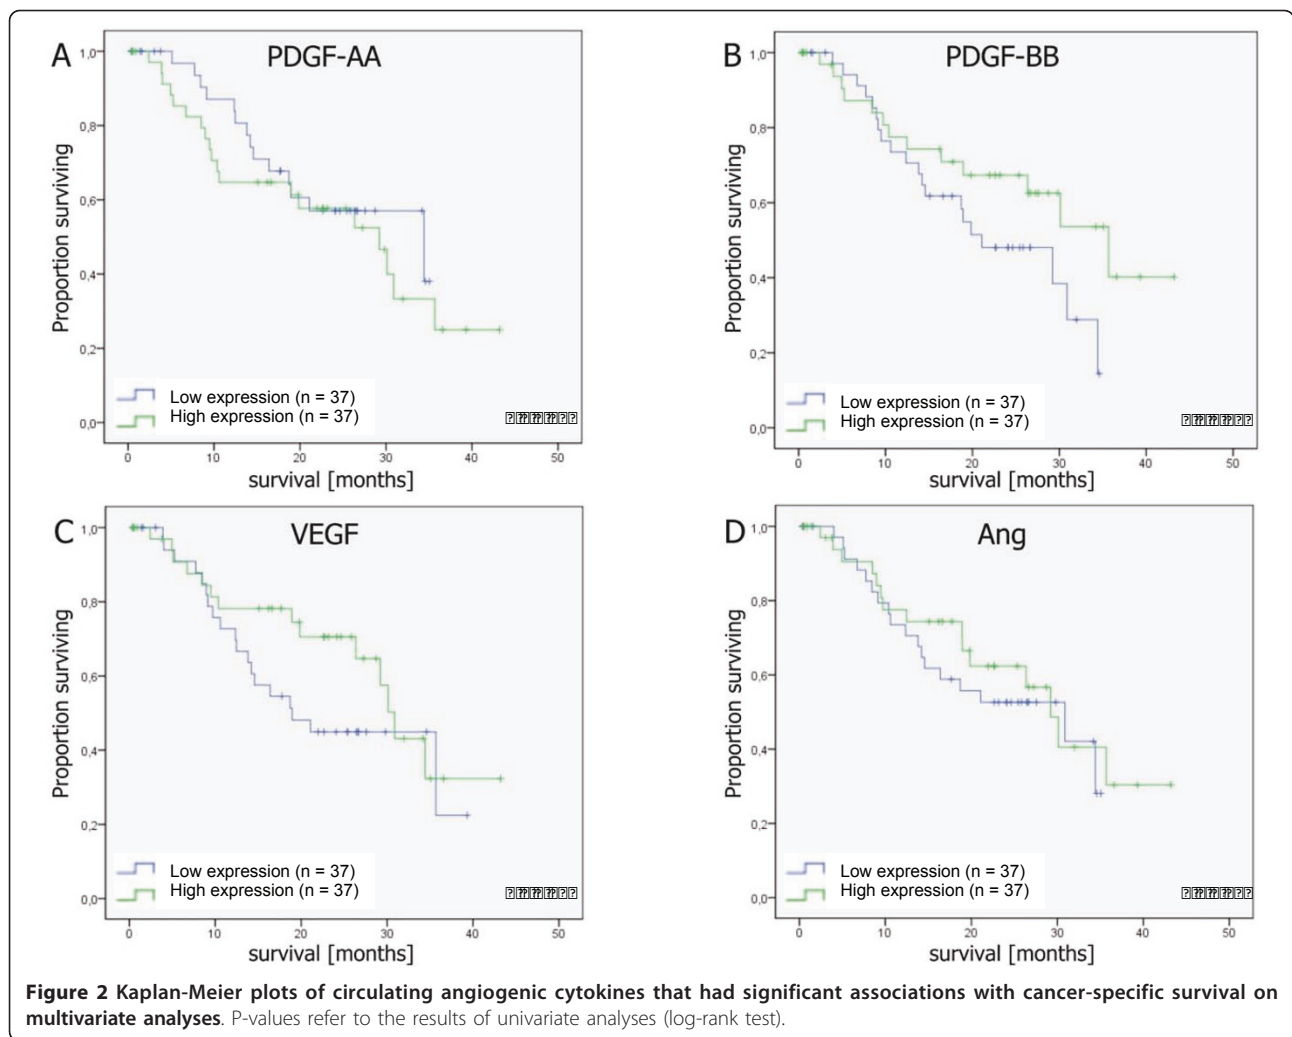 A
PDGF-AA
1,0
0,8
0,6
0,4
0,2
0,0
Proportion surviving
Low expression (n = 37)
High expression (n = 37)
0 10 20 30 40 50
survival [months]
B
PDGF-BB
1,0
0,8
0,6
0,4
0,2
0,0
Proportion surviving
Low expression (n = 37)
High expression (n = 37)
0 10 20 30 40 50
survival [months]
C
VEGF
1,0
0,8
0,6
0,4
0,2
0,0
Proportion surviving
Low expression (n = 37)
High expression (n = 37)
0 10 20 30 40 50
survival [months]
D
Ang
1,0
0,8
0,6
0,4
0,2
0,0
Proportion surviving
Low expression (n = 37)
High expression (n = 37)
0 10 20 30 40 50
survival [months]
Figure 2 Kaplan-Meier plots of circulating angiogenic cytokines that had significant associations with cancer-specific survival on
multivariate analyses. P-values refer to the results of univariate analyses (log-rank test).